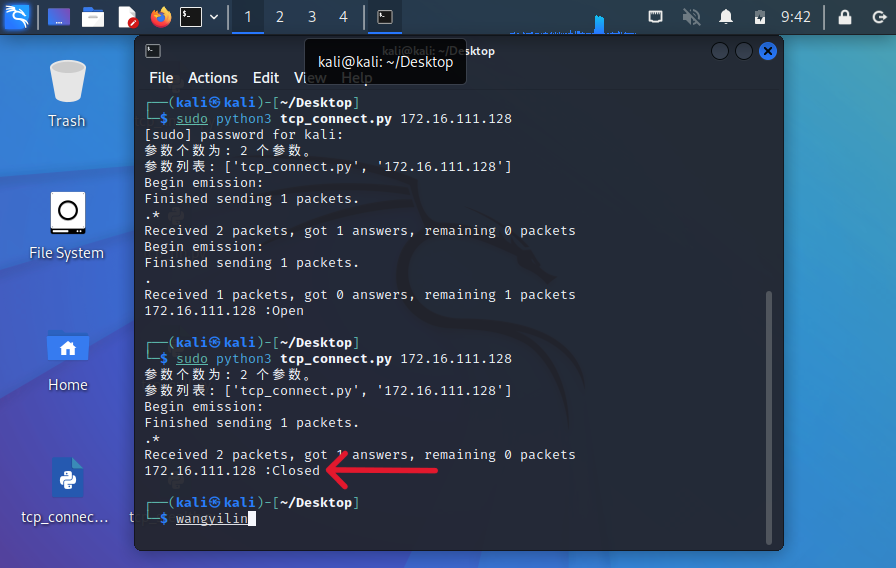 1 2 3 4 9:42
kali@kali: ~/Desktop
kali@kali: ~/Desktop
File Actions Edit View Help
Trash
File System
Home
tcp_connec...
t
┌──(kali㉿kali)-[~/Desktop]
└─$ sudo python3 tcp_connect.py 172.16.111.128
[sudo] password for kali:
参数个数为: 2 个参数。
参数列表: ['tcp_connect.py', '172.16.111.128']
Begin emission:
Finished sending 1 packets.
.*
Received 2 packets, got 1 answers, remaining 0 packets
Begin emission:
Finished sending 1 packets.
.
Received 1 packets, got 0 answers, remaining 1 packets
172.16.111.128 :Open
┌──(kali㉿kali)-[~/Desktop]
└─$ sudo python3 tcp_connect.py 172.16.111.128
参数个数为: 2 个参数。
参数列表: ['tcp_connect.py', '172.16.111.128']
Begin emission:
Finished sending 1 packets.
.*
Received 2 packets, got 1 answers, remaining 0 packets
172.16.111.128 :Closed
┌──(kali㉿kali)-[~/Desktop]
└─$ wangyilin